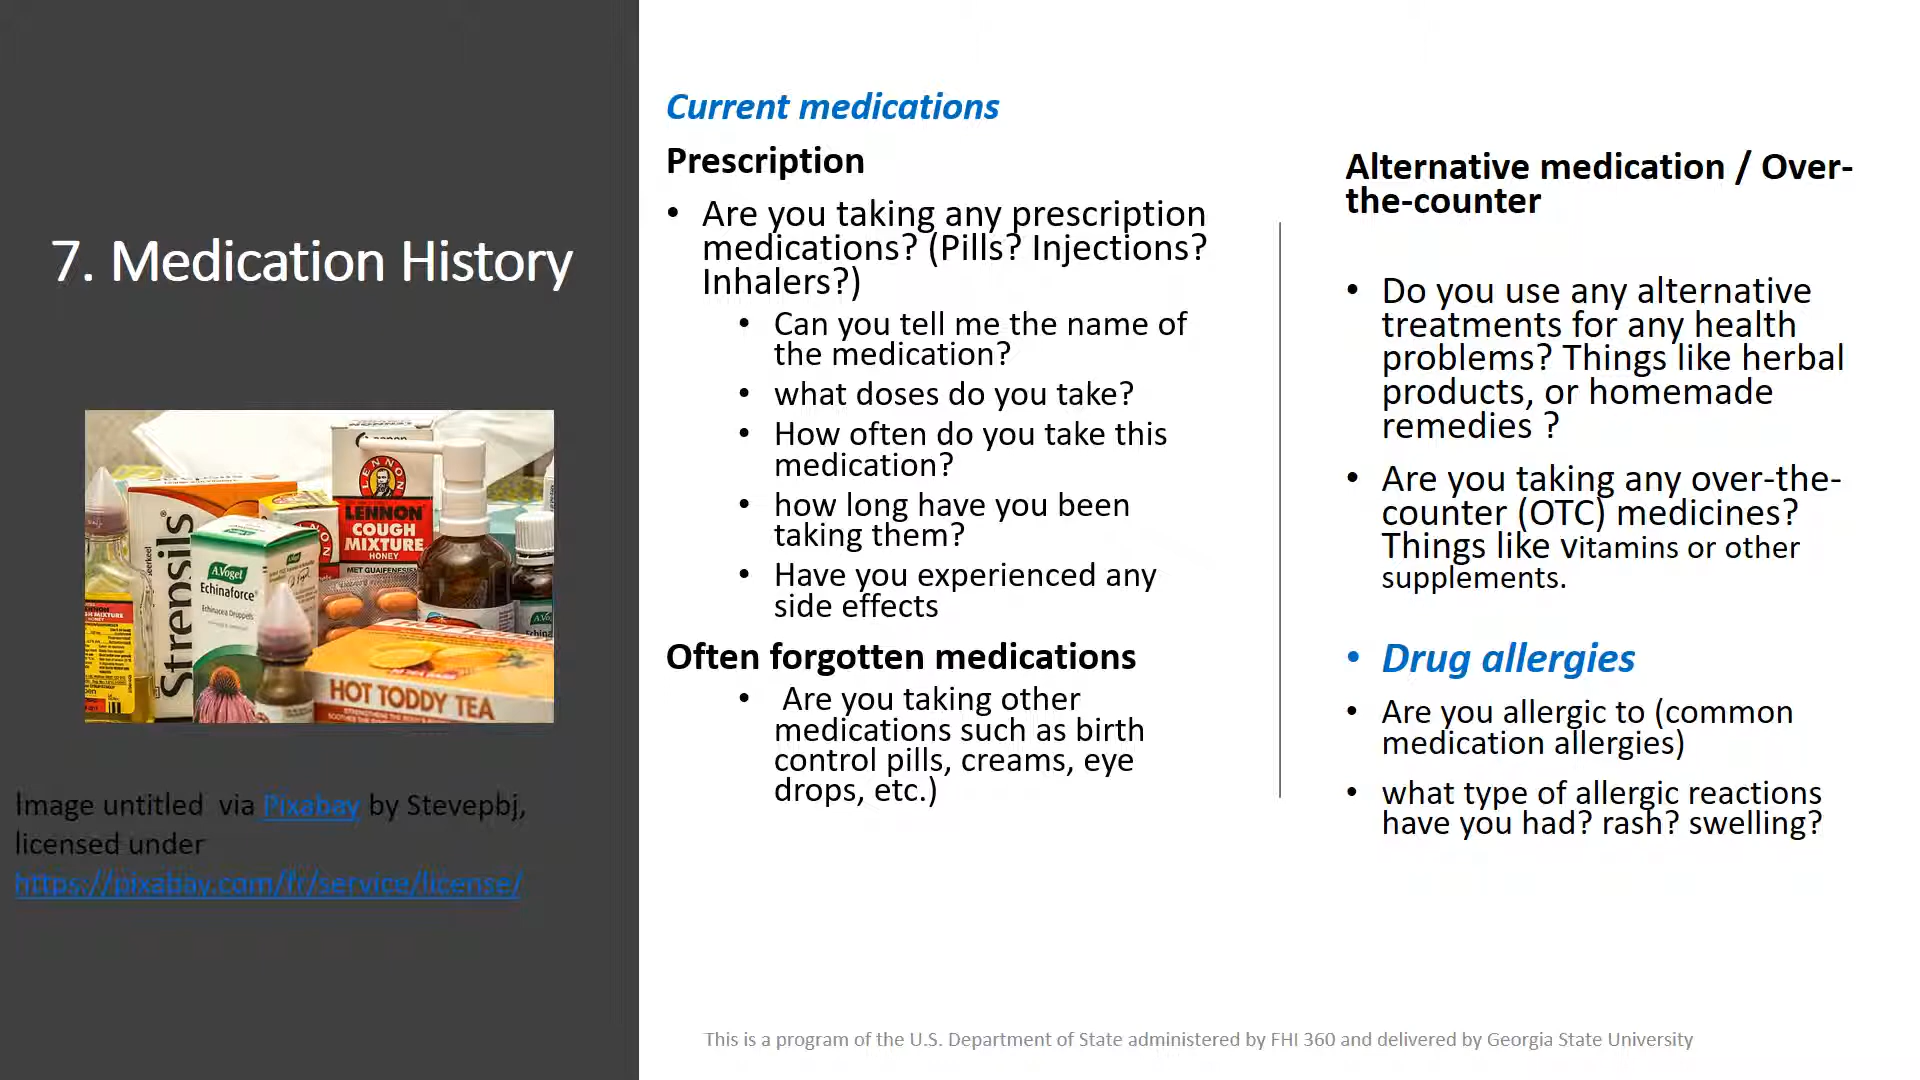 7. Medication History
LENNON
LENNON
COUGH
MIXTURE
HONEY
MET GUAIFENESIN
Strepsils
A.Vogel
Echinaforce
Echinacea Druppels
HOT TODDY TEA
Image untitled  via Pixabay by Stevepbj,
licensed under
https://pixabay.com/fr/service/license/
Current medications
Prescription
• Are you taking any prescription
medications? (Pills? Injections?
Inhalers?)
• Can you tell me the name of
the medication?
• what doses do you take?
• How often do you take this
medication?
• how long have you been
taking them?
• Have you experienced any
side effects
Often forgotten medications
• Are you taking other
medications such as birth
control pills, creams, eye
drops, etc.)
Alternative medication / Over-
the-counter
• Do you use any alternative
treatments for any health
problems? Things like herbal
products, or homemade
remedies ?
• Are you taking any over-the-
counter (OTC) medicines?
Things like vitamins or other
supplements.
• Drug allergies
• Are you allergic to (common
medication allergies)
• what type of allergic reactions
have you had? rash? swelling?
This is a program of the U.S. Department of State administered by FHI 360 and delivered by Georgia State University